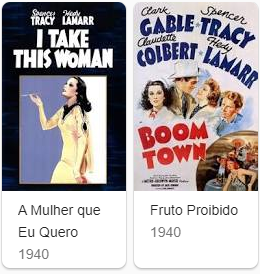 Spencer Hedy
TRACY LAMARR
I TAKE
THIS WOMAN
A Mulher que
Eu Quero
1940
Clark Spencer
GABLE TRACY
Claudette Hedy
COLBERT LAMARR
BOOM
TOWN
Fruto Proibido
1940